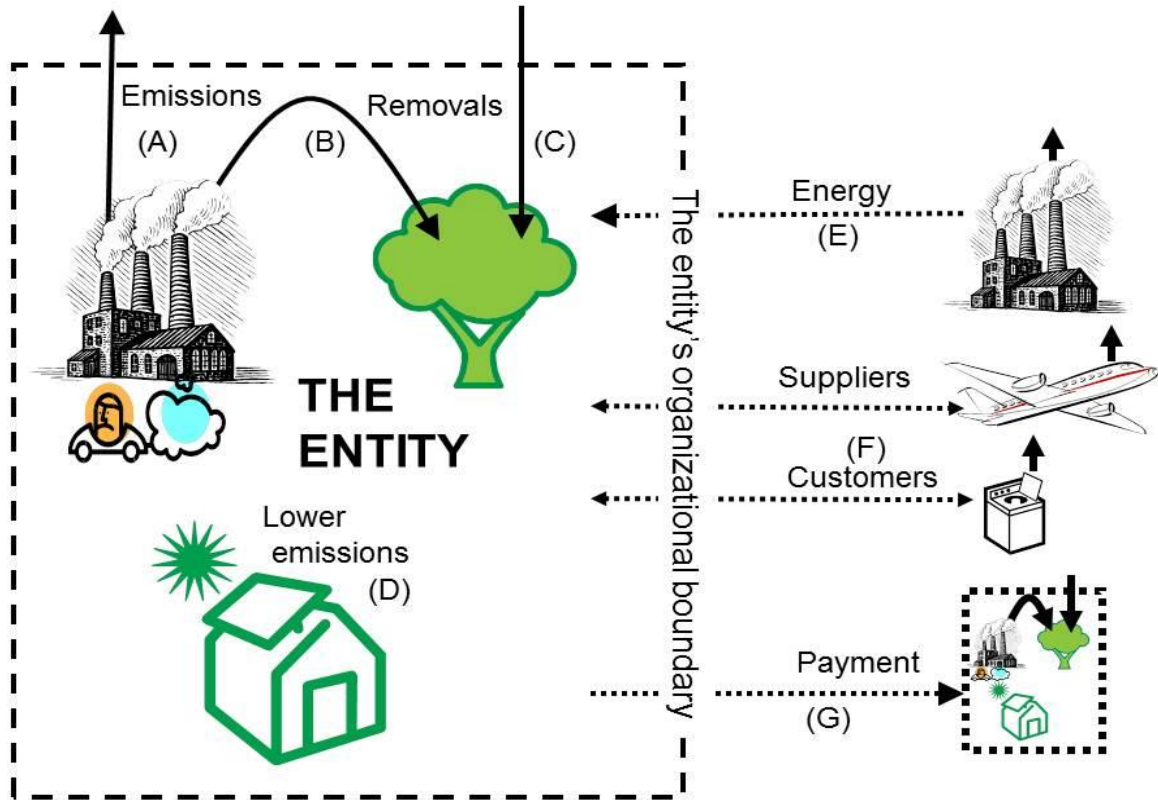 Emissions
(A)
(B)
Removals
(C)
THE
ENTITY
Lower
emissions
(D)
The entity's organizational boundary
Energy
(E)
Suppliers
(F)
Customers
Payment
(G)